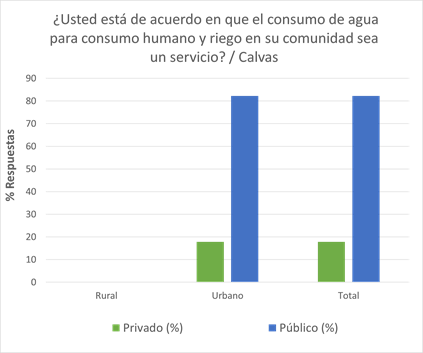 ¿Usted está de acuerdo en que el consumo de agua
para consumo humano y riego en su comunidad sea
un servicio? / Calvas
% Respuestas
90
80
70
60
50
40
30
20
10
0
Rural Urbano Total
Privado (%) Público (%)